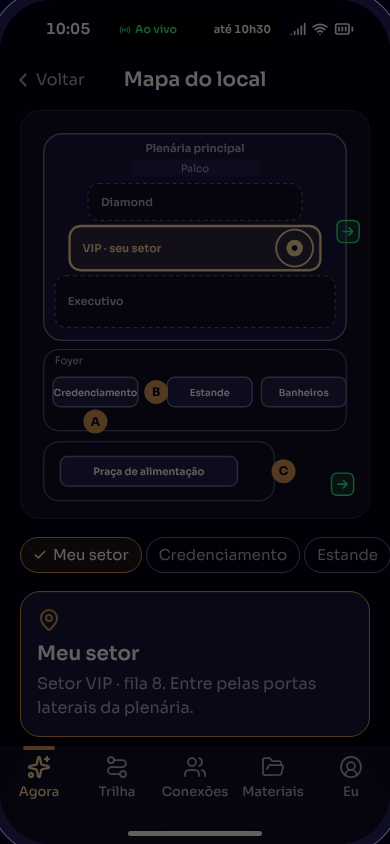 10:05
Ao vivo
até 10h30
Voltar
Mapa do local
Plenária principal
Palco
Diamond
VIP · seu setor
Executivo
Foyer
Credenciamento
B
Estande
Banheiros
A
Praça de alimentação
C
Meu setor
Credenciamento
Estande
Meu setor
Setor VIP · fila 8. Entre pelas portas
laterais da plenária.
Agora
Trilha
Conexões
Materiais
Eu